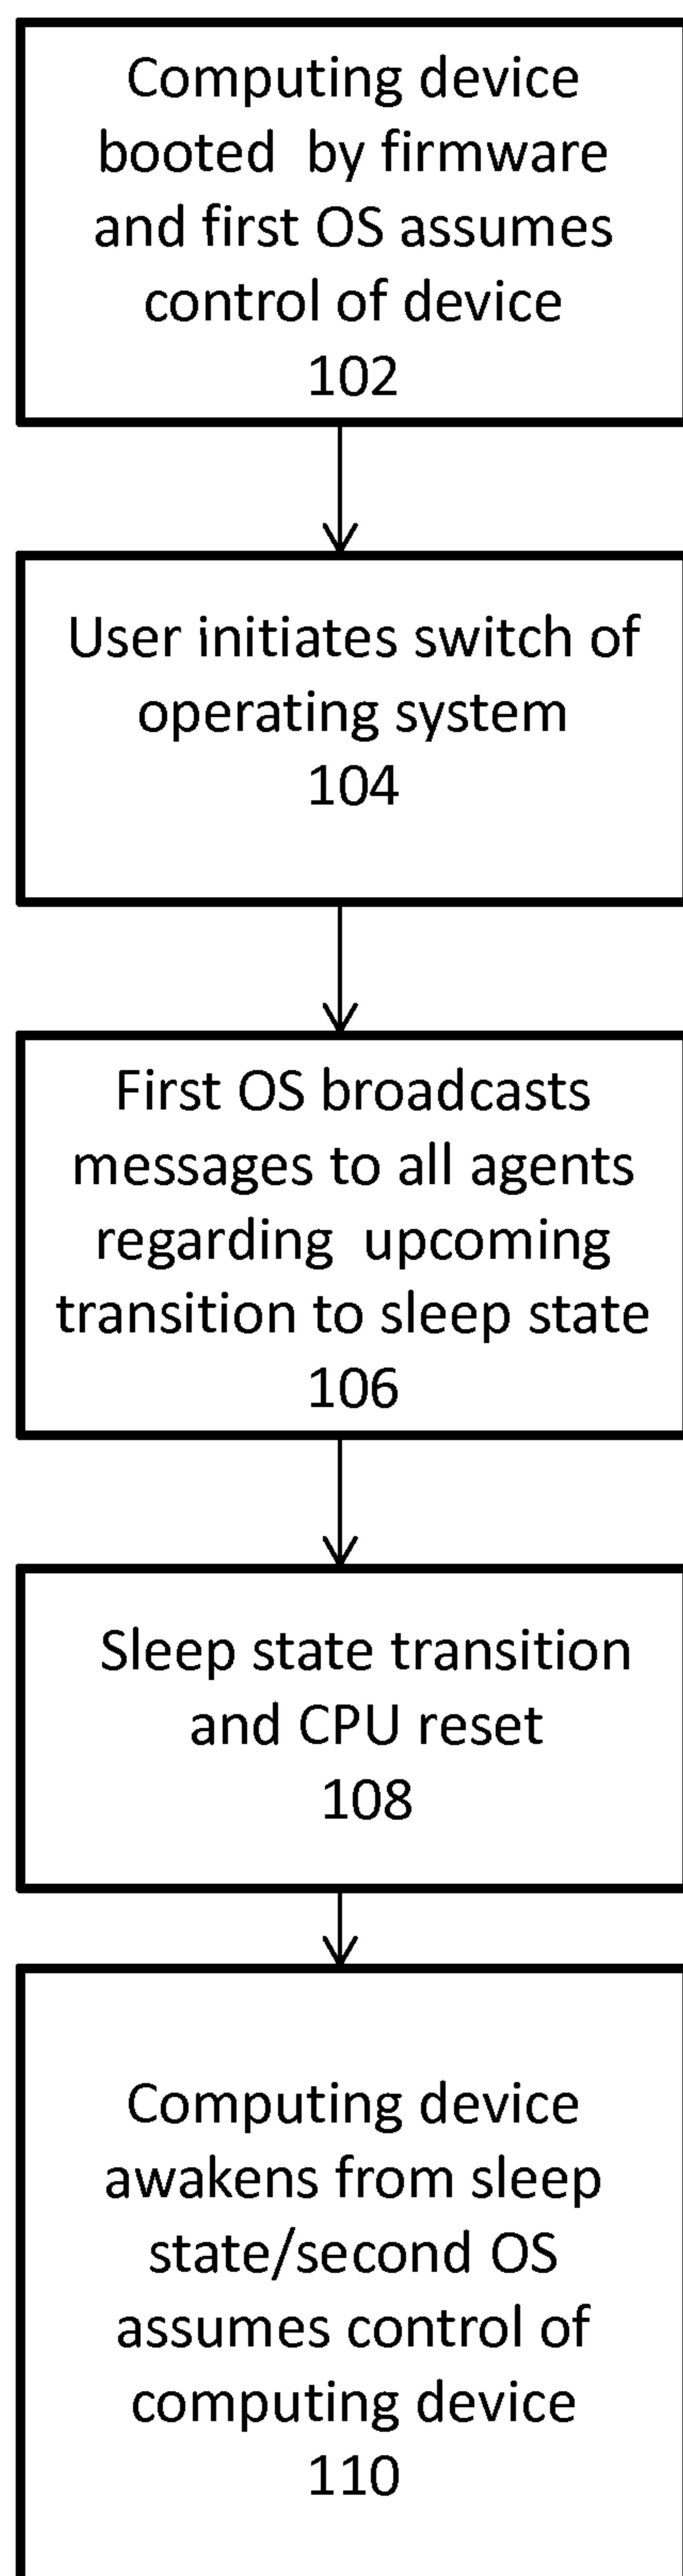 Computing device
booted by firmware
and first OS assumes
control of device
102
User initiates switch of
operating system
104
First OS broadcasts
messages to all agents
regarding upcoming
transition to sleep state
106
Sleep state transition
and CPU reset
108
Computing device
awakens from sleep
state/second OS
assumes control of
computing device
110